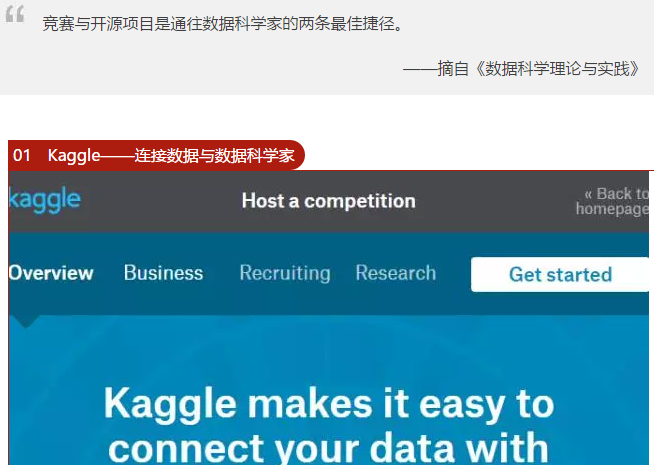 竞赛与开源项目是通往数据科学家的两条最佳捷径。
——摘自《数据科学理论与实践》
01 Kaggle——连接数据与数据科学家
kaggle
Host a competition
« Back to
homepage
Overview Business Recruiting Research Get started
Kaggle makes it easy to
connect your data with